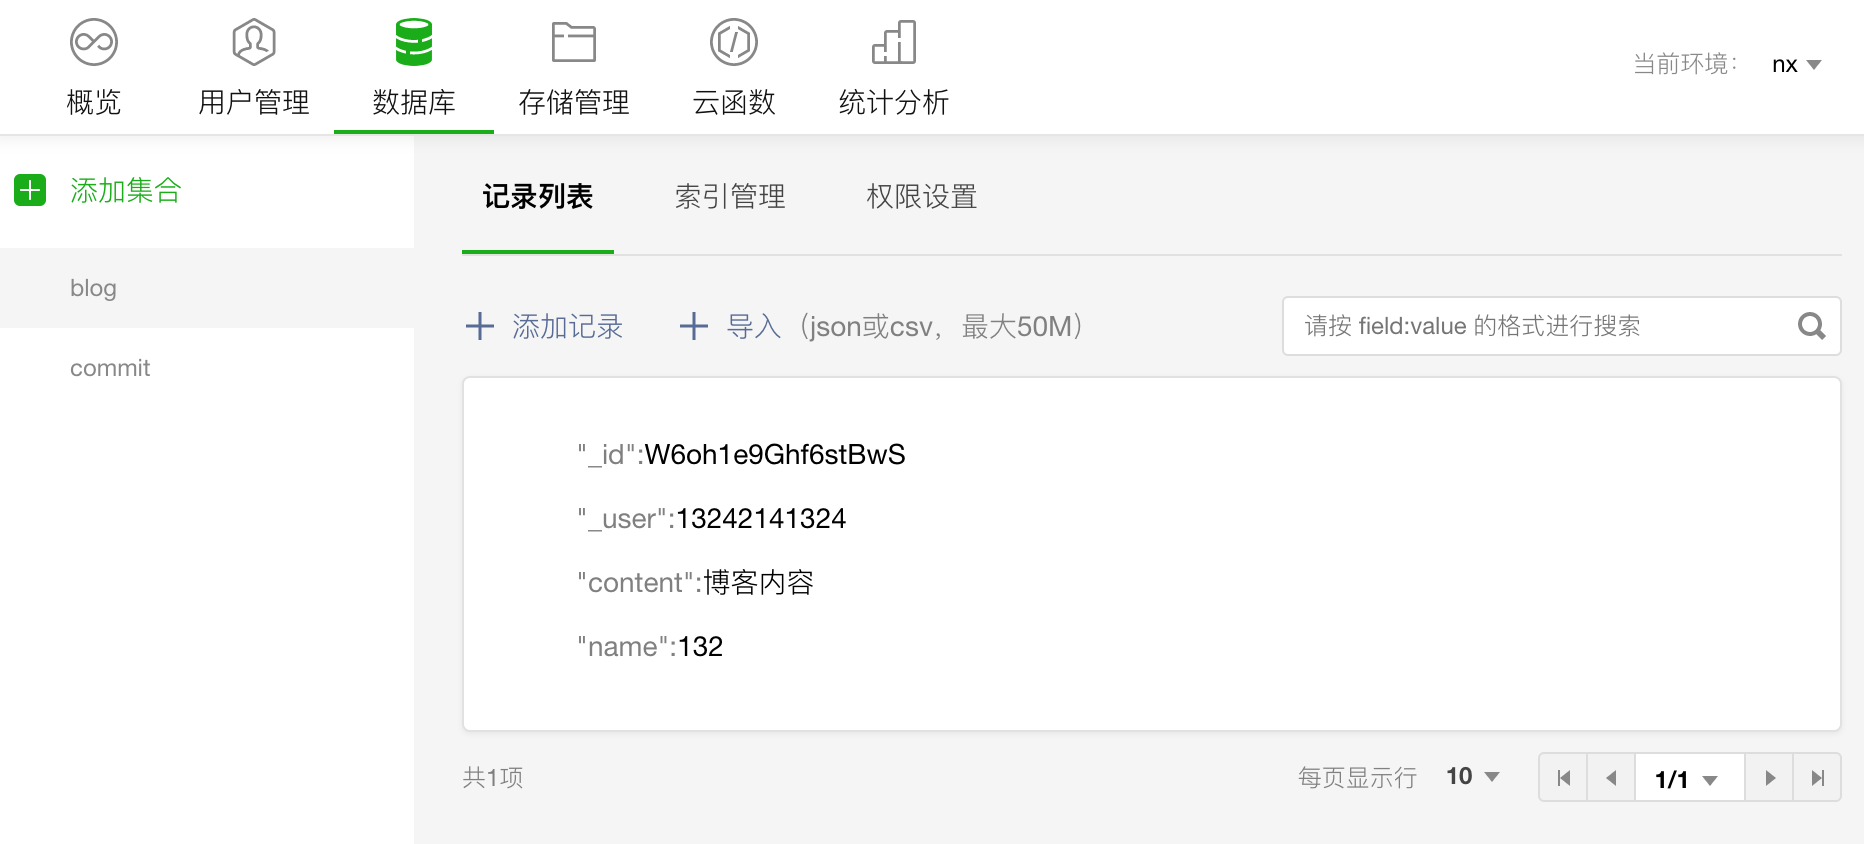 概览 用户管理 数据库 存储管理 云函数 统计分析 当前环境： nx
添加集合
blog
commit
记录列表 索引管理 权限设置
添加记录 导入（json或csv，最大50M） 请按 field:value 的格式进行搜索
"_id":W6oh1e9Ghf6stBwS
"_user":13242141324
"content":博客内容
"name":132
共1项 每页显示行 10 1/1